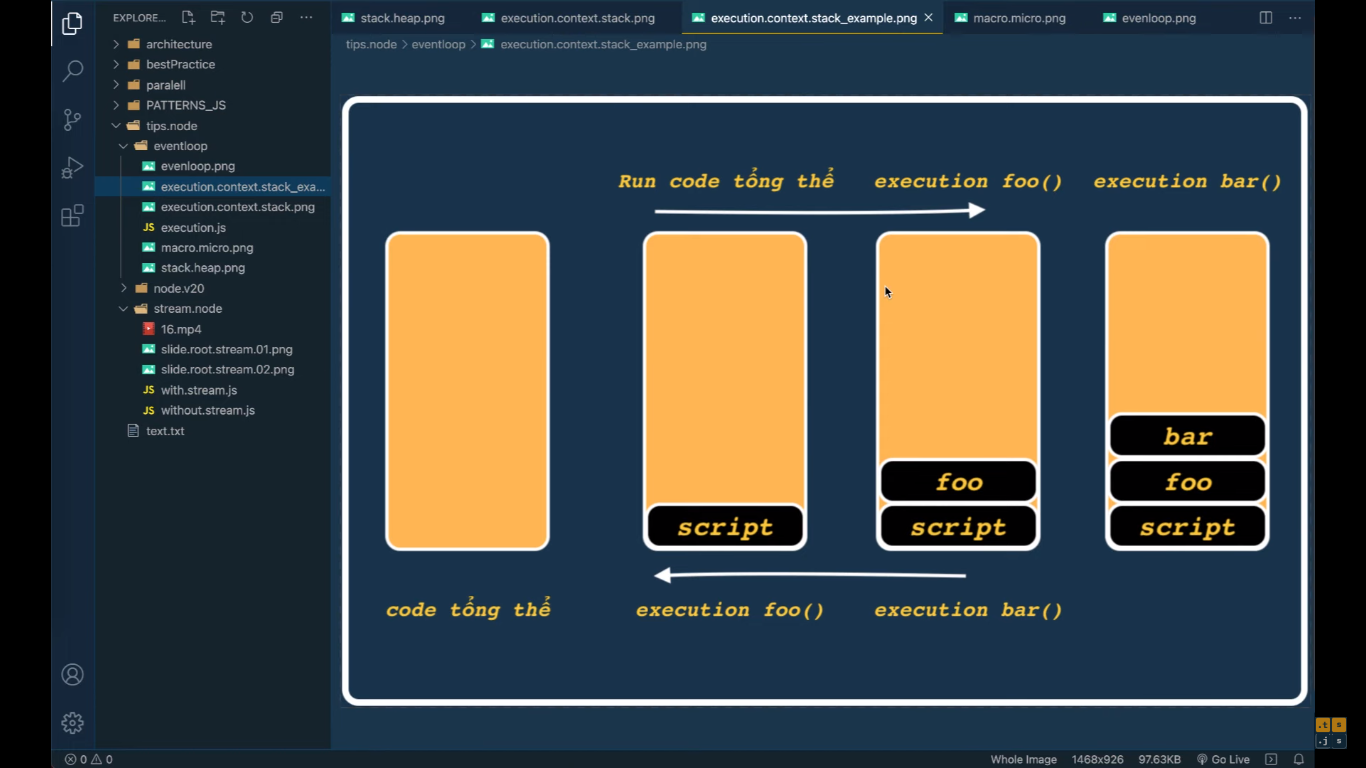 EXPLORE...
stack.heap.png
execution.context.stack.png
execution.context.stack_example.png
macro.micro.png
evenloop.png
tips.node > eventloop > execution.context.stack_example.png
architecture
bestPractice
paralell
PATTERNS_JS
tips.node
eventloop
evenloop.png
execution.context.stack_exa...
execution.context.stack.png
JS execution.js
macro.micro.png
stack.heap.png
node.v20
stream.node
16.mp4
slide.root.stream.01.png
slide.root.stream.02.png
JS with.stream.js
JS without.stream.js
text.txt
Run code tổng thể
execution foo()
execution bar()
script
foo
script
bar
foo
script
code tổng thể
execution foo()
execution bar()
0 0
Whole Image
1468x926
97.63KB
Go Live
.t s
.j s